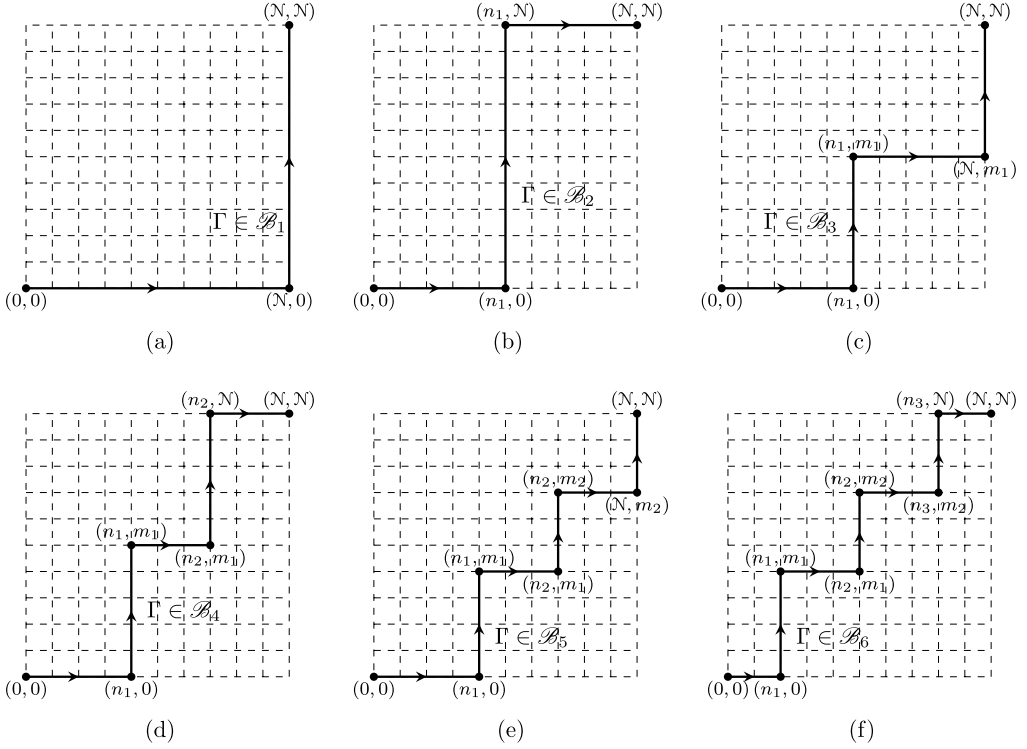 (𝒩, 𝒩)
Γ ∈ ℬ₁
(0, 0)
(𝒩, 0)
(a)
(n₁, 𝒩)
(𝒩, 𝒩)
Γ ∈ ℬ₂
(0, 0)
(n₁, 0)
(b)
(𝒩, 𝒩)
(n₁, m₁)
(𝒩, m₁)
Γ ∈ ℬ₃
(0, 0)
(n₁, 0)
(c)
(n₂, 𝒩)
(𝒩, 𝒩)
(n₁, m₁)
(n₂, m₁)
Γ ∈ ℬ₄
(0, 0)
(n₁, 0)
(d)
(𝒩, 𝒩)
(n₂, m₂)
(𝒩, m₂)
(n₁, m₁)
(n₂, m₁)
Γ ∈ ℬ₅
(0, 0)
(n₁, 0)
(e)
(n₃, 𝒩)
(𝒩, 𝒩)
(n₂, m₂)
(n₃, m₂)
(n₁, m₁)
(n₂, m₁)
Γ ∈ ℬ₆
(0, 0)
(n₁, 0)
(f)